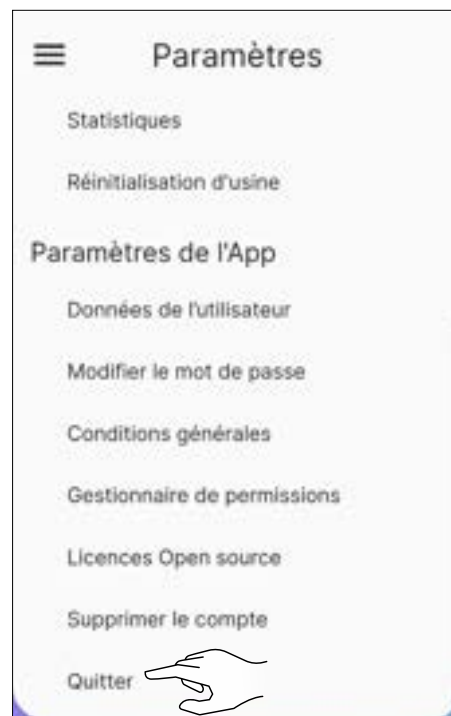 Paramètres
Statistiques
Réinitialisation d'usine
Paramètres de l'App
Données de l'utilisateur
Modifier le mot de passe
Conditions générales
Gestionnaire de permissions
Licences Open source
Supprimer le compte
Quitter